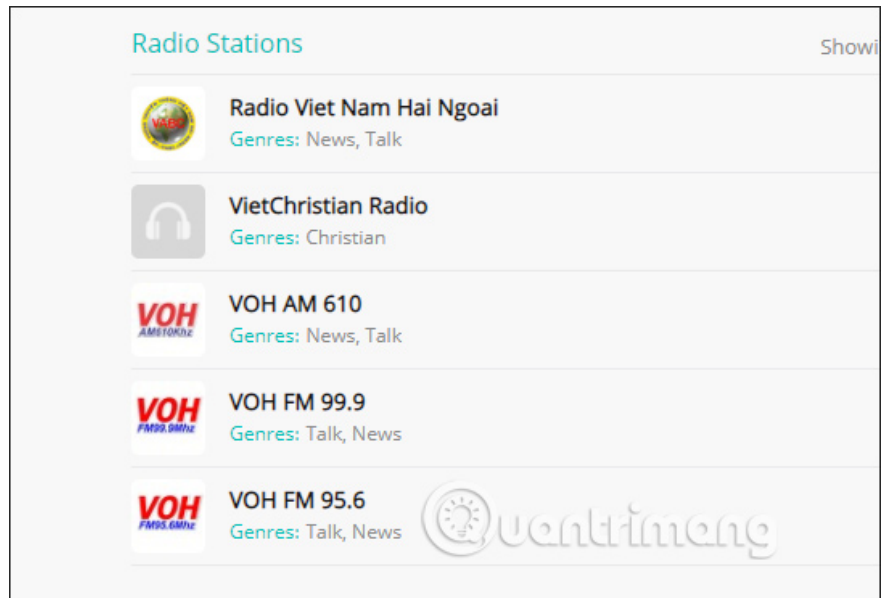 Radio Stations
Showi
VABC
Radio Viet Nam Hai Ngoai
Genres: News, Talk
VietChristian Radio
Genres: Christian
VOH
AM610Khz
VOH AM 610
Genres: News, Talk
VOH
FM99.9Mhz
VOH FM 99.9
Genres: Talk, News
VOH
FM95.6Mhz
VOH FM 95.6
Genres: Talk, News
Quantrimang